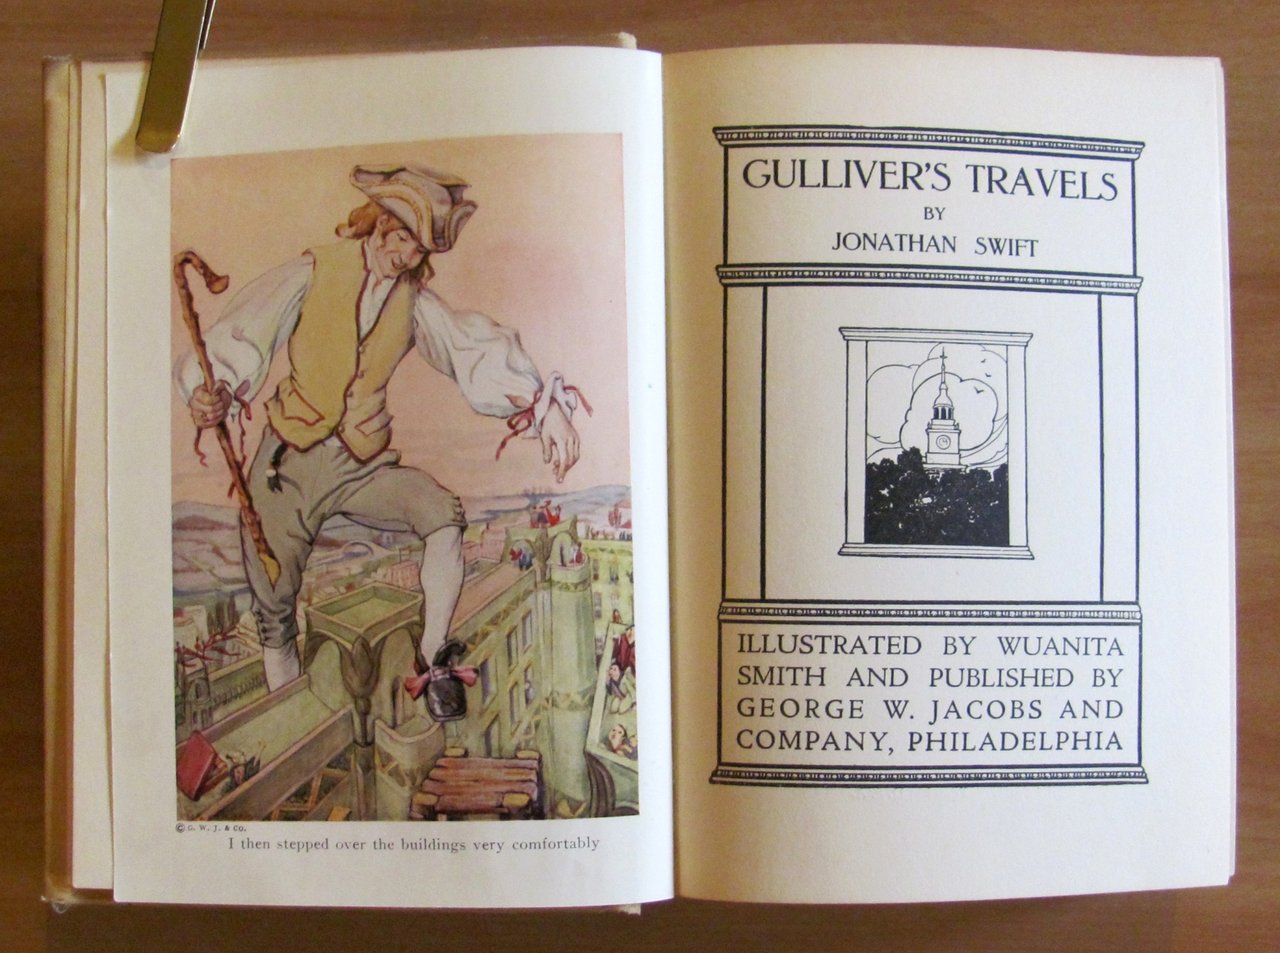 © G. W. J. & CO.
I then stepped over the buildings very comfortably
GULLIVER'S TRAVELS
BY
JONATHAN SWIFT
ILLUSTRATED BY WUANITA
SMITH AND PUBLISHED BY
GEORGE W. JACOBS AND
COMPANY, PHILADELPHIA